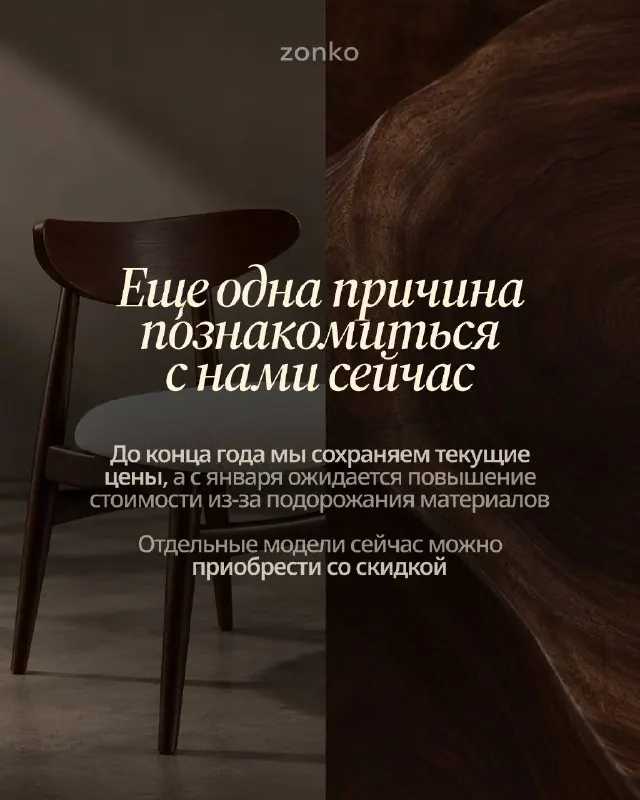 zonko
Еще одна причина
познакомиться
с нами сейчас
До конца года мы сохраняем текущие
цены, а с января ожидается повышение
стоимости из-за подорожания материалов
Отдельные модели сейчас можно
приобрести со скидкой